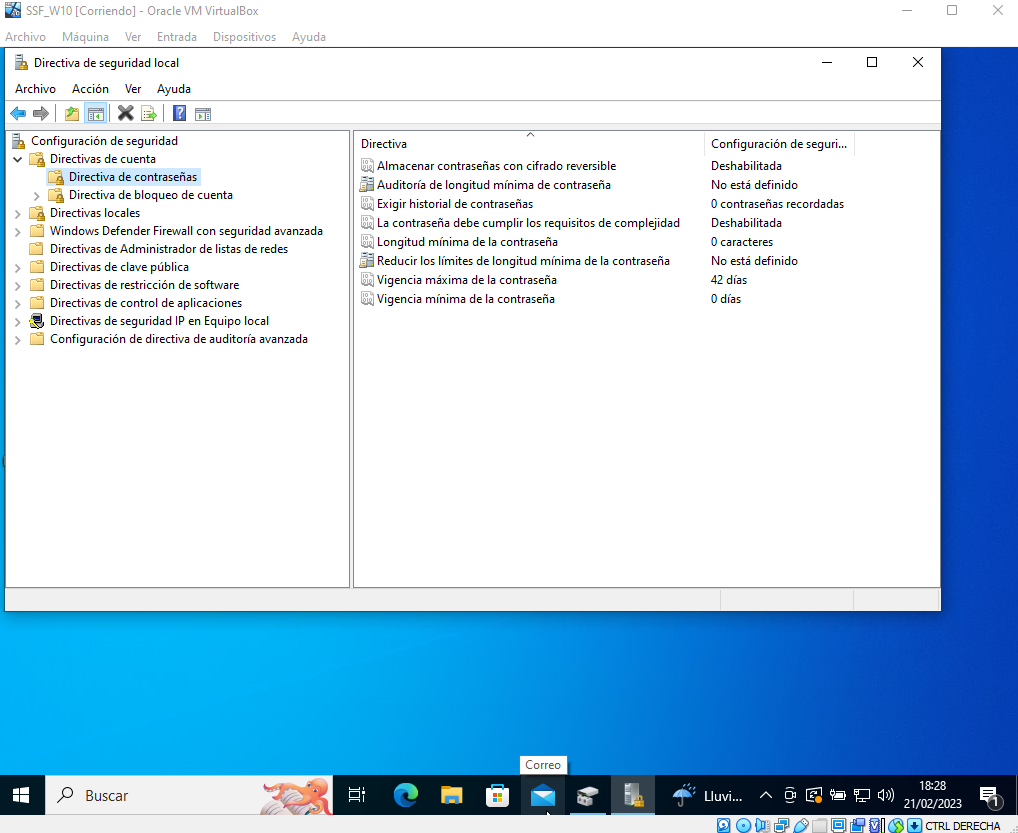 SSF_W10 [Corriendo] - Oracle VM VirtualBox
Archivo Máquina Ver Entrada Dispositivos Ayuda
Directiva de seguridad local
Archivo Acción Ver Ayuda
Configuración de seguridad
Directivas de cuenta
Directiva de contraseñas
Directiva de bloqueo de cuenta
Directivas locales
Windows Defender Firewall con seguridad avanzada
Directivas de Administrador de listas de redes
Directivas de clave pública
Directivas de restricción de software
Directivas de control de aplicaciones
Directivas de seguridad IP en Equipo local
Configuración de directiva de auditoría avanzada
Directiva Configuración de seguri...
Almacenar contraseñas con cifrado reversible Deshabilitada
Auditoría de longitud mínima de contraseña No está definido
Exigir historial de contraseñas 0 contraseñas recordadas
La contraseña debe cumplir los requisitos de complejidad Deshabilitada
Longitud mínima de la contraseña 0 caracteres
Reducir los límites de longitud mínima de la contraseña No está definido
Vigencia máxima de la contraseña 42 días
Vigencia mínima de la contraseña 0 días
Correo
Buscar
Lluvi...
18:28
21/02/2023
1
CTRL DERECHA